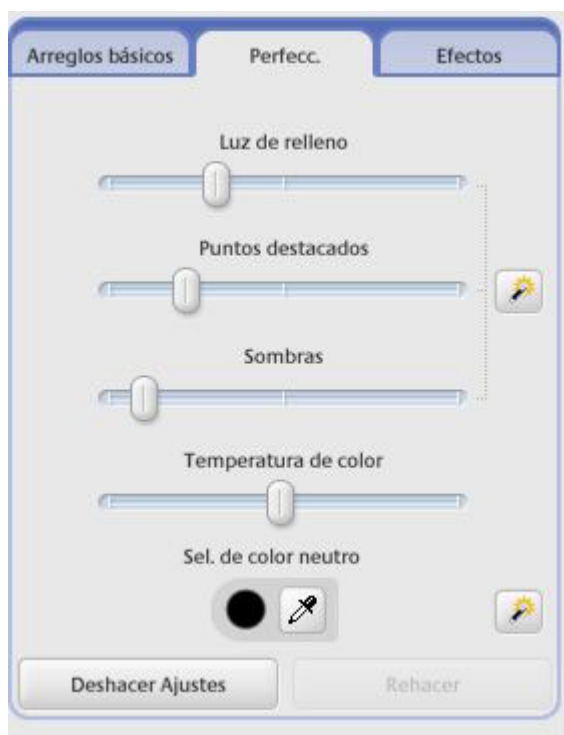 Arreglos básicos Perfecc. Efectos
Luz de relleno
Puntos destacados
Sombras
Temperatura de color
Sel. de color neutro
Deshacer Ajustes Rehacer